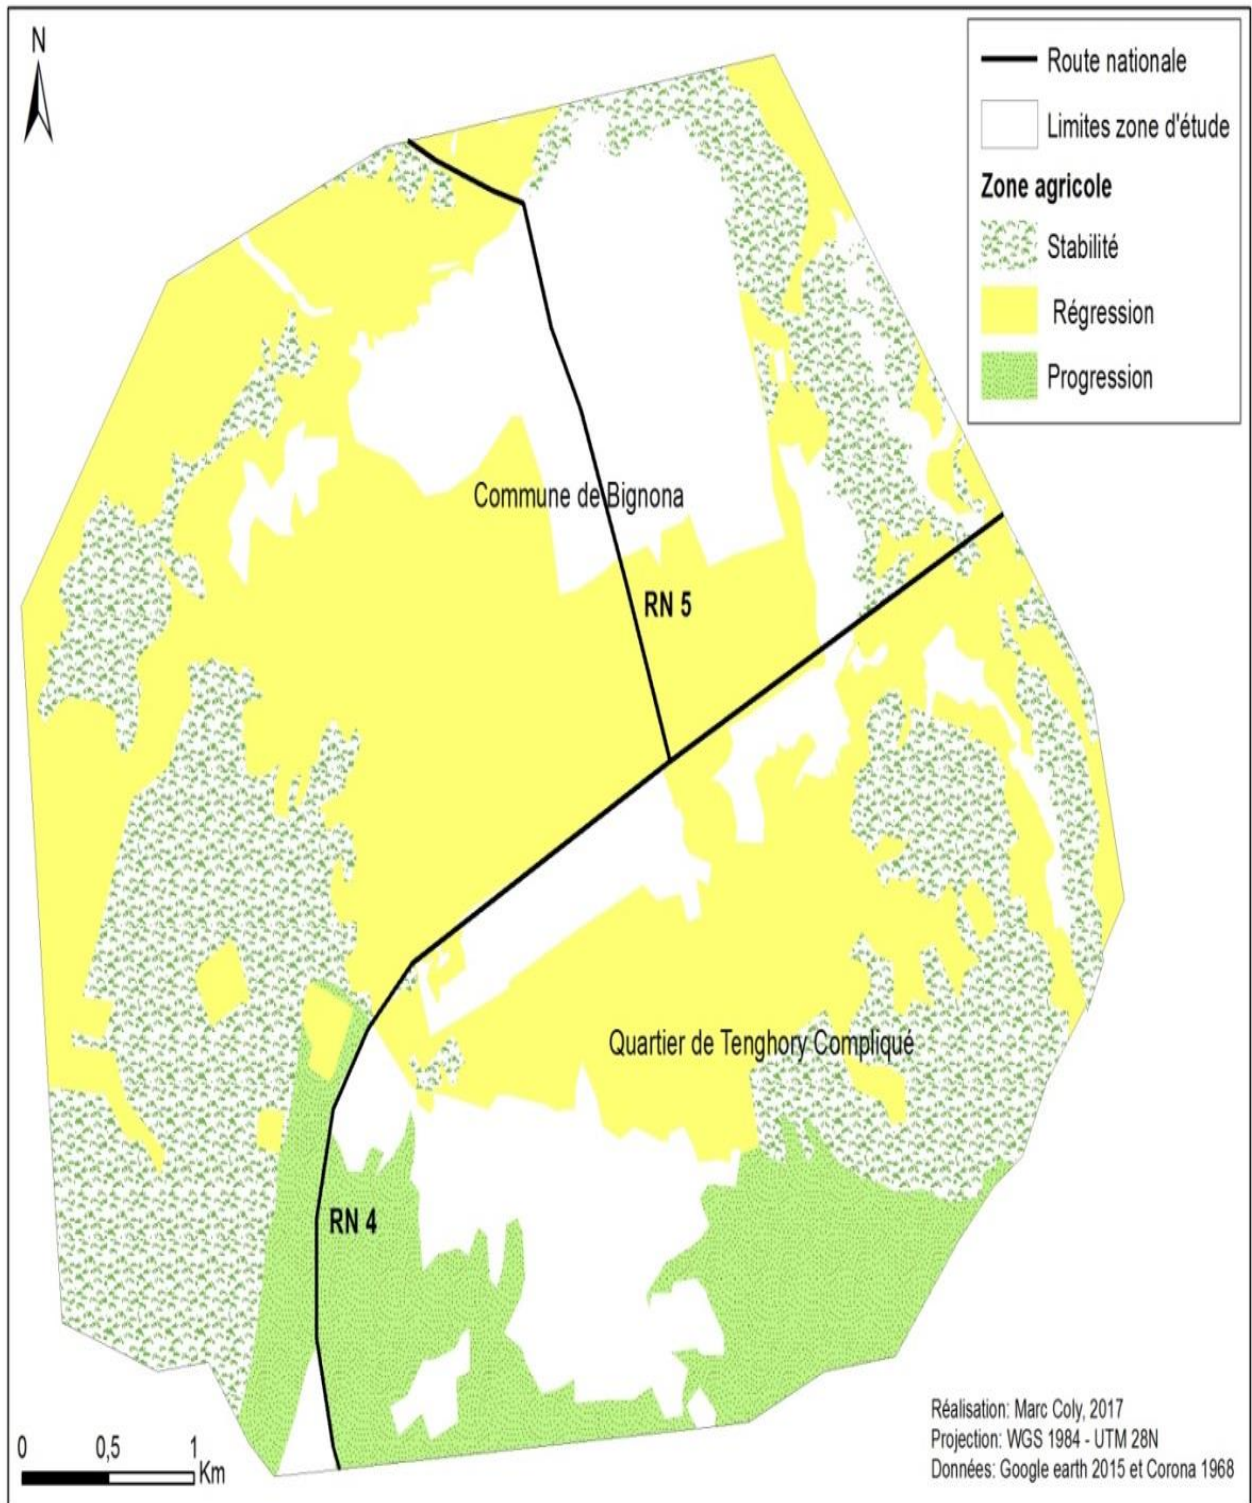 N
Route nationale
Limites zone d'étude
Zone agricole
Stabilité
Régression
Progression
Commune de Bignona
RN 5
Quartier de Tenghory Compliqué
RN 4
0 0,5 1
Km
Réalisation: Marc Coly, 2017
Projection: WGS 1984 - UTM 28N
Données: Google earth 2015 et Corona 1968